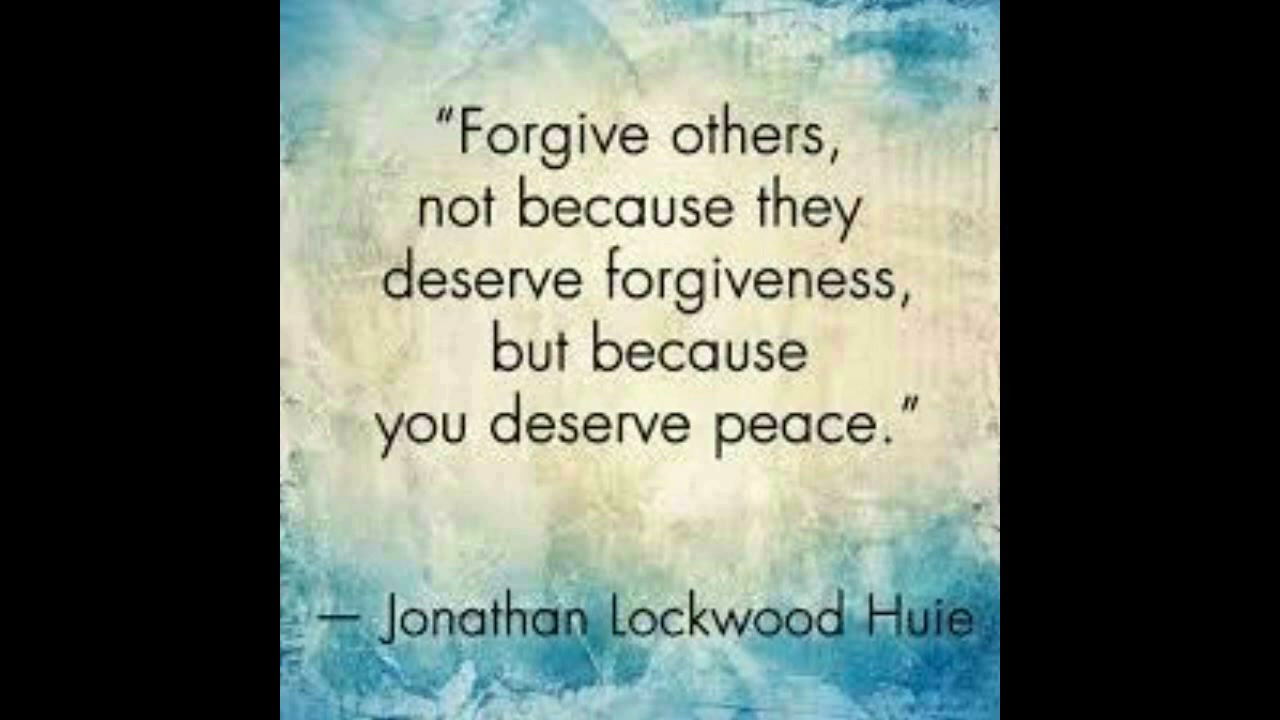 “Forgive others,
not because they
deserve forgiveness,
but because
you deserve peace.”
— Jonathan Lockwood Huie